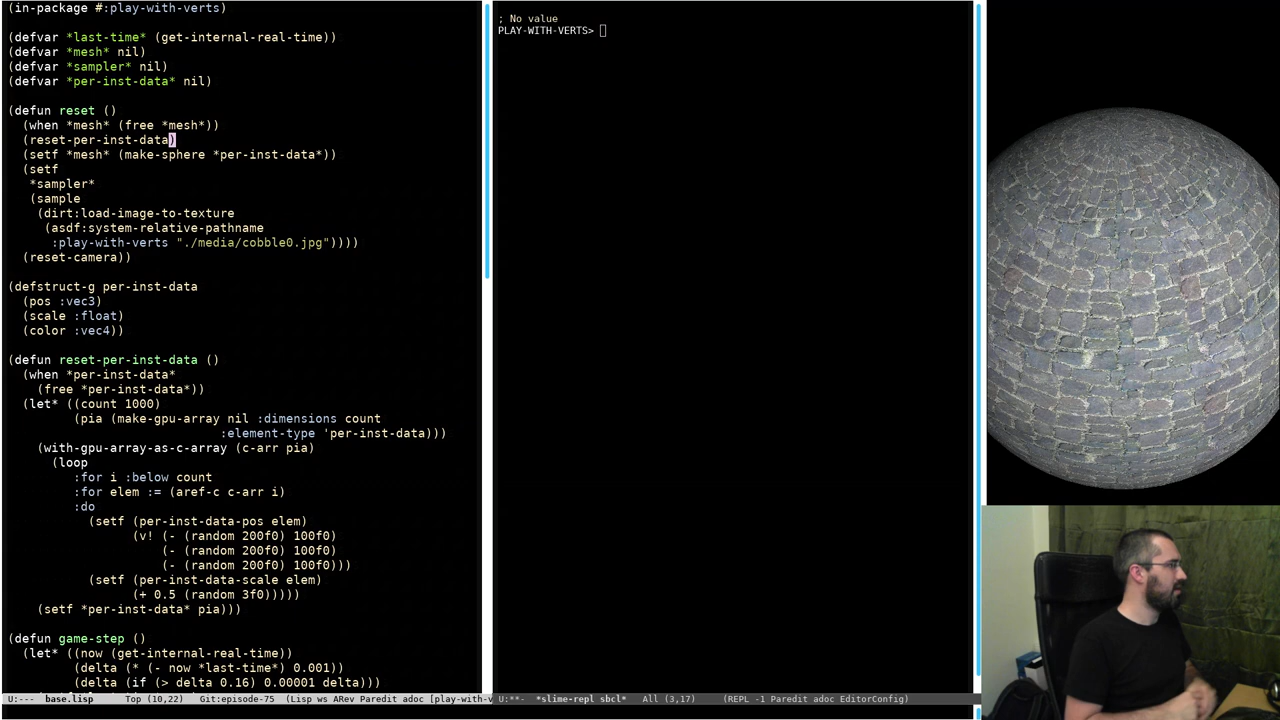 (in-package #:play-with-verts)
(defvar *last-time* (get-internal-real-time))
(defvar *mesh* nil)
(defvar *sampler* nil)
(defvar *per-inst-data* nil)
(defun reset ()
  (when *mesh* (free *mesh*))
  (reset-per-inst-data)
  (setf *mesh* (make-sphere *per-inst-data*))
  (setf
   *sampler*
   (sample
    (dirt:load-image-to-texture
     (asdf:system-relative-pathname
      :play-with-verts "./media/cobble0.jpg"))))
  (reset-camera))
(defstruct-g per-inst-data
  (pos :vec3)
  (scale :float)
  (color :vec4))
(defun reset-per-inst-data ()
  (when *per-inst-data*
    (free *per-inst-data*))
  (let* ((count 1000)
         (pia (make-gpu-array nil :dimensions count
                             :element-type 'per-inst-data)))
    (with-gpu-array-as-c-array (c-arr pia)
      (loop
         :for i :below count
         :for elem := (aref-c c-arr i)
         :do
           (setf (per-inst-data-pos elem)
                 (v! (- (random 200f0) 100f0)
                     (- (random 200f0) 100f0)
                     (- (random 200f0) 100f0)))
           (setf (per-inst-data-scale elem)
                 (+ 0.5 (random 3f0)))))
    (setf *per-inst-data* pia)))
(defun game-step ()
  (let* ((now (get-internal-real-time))
         (delta (* (- now *last-time*) 0.001))
         (delta (if (> delta 0.16) 0.00001 delta)))
U:---  base.lisp      Top (10,22)    Git:episode-75  (Lisp ws ARev Paredit adoc [play-with-v
; No value
PLAY-WITH-VERTS>
U:**-  *slime-repl sbcl*   All (3,17)     (REPL -1 Paredit adoc EditorConfig)